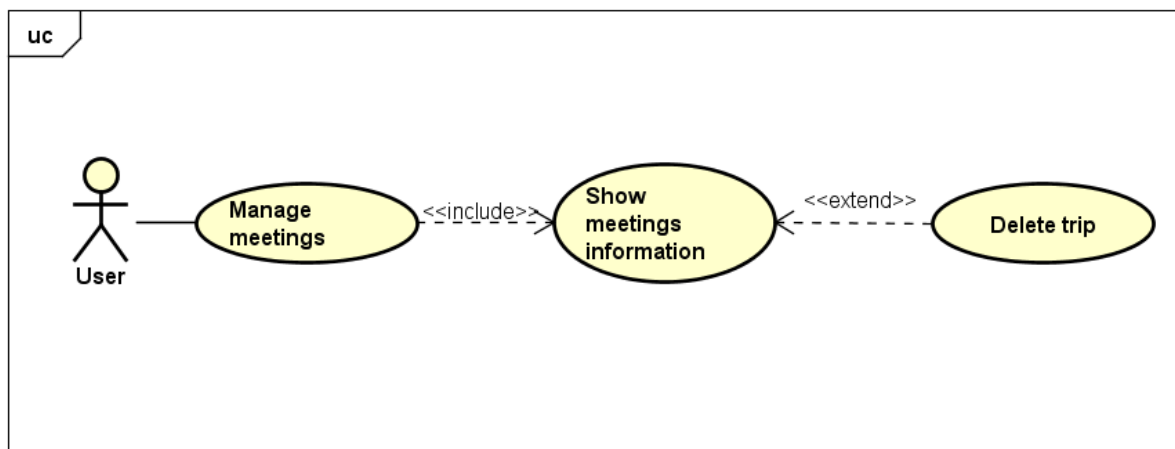 uc
User
Manage
meetings
<<include>>
Show
meetings
information
<<extend>>
Delete trip